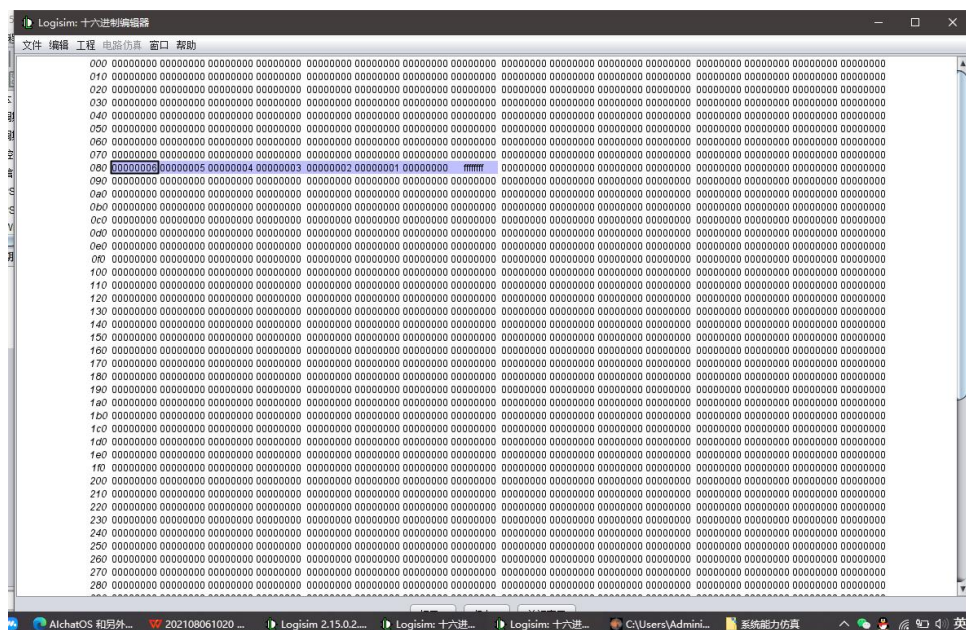 Logisim: 十六进制编辑器
文件 编辑 工程 电路仿真 窗口 帮助
000 00000000 00000000 00000000 00000000 00000000 00000000 00000000 00000000 00000000 00000000 00000000 00000000 00000000 00000000 00000000 00000000
010 00000000 00000000 00000000 00000000 00000000 00000000 00000000 00000000 00000000 00000000 00000000 00000000 00000000 00000000 00000000 00000000
020 00000000 00000000 00000000 00000000 00000000 00000000 00000000 00000000 00000000 00000000 00000000 00000000 00000000 00000000 00000000 00000000
030 00000000 00000000 00000000 00000000 00000000 00000000 00000000 00000000 00000000 00000000 00000000 00000000 00000000 00000000 00000000 00000000
040 00000000 00000000 00000000 00000000 00000000 00000000 00000000 00000000 00000000 00000000 00000000 00000000 00000000 00000000 00000000 00000000
050 00000000 00000000 00000000 00000000 00000000 00000000 00000000 00000000 00000000 00000000 00000000 00000000 00000000 00000000 00000000 00000000
060 00000000 00000000 00000000 00000000 00000000 00000000 00000000 00000000 00000000 00000000 00000000 00000000 00000000 00000000 00000000 00000000
070 00000000 00000000 00000000 00000000 00000000 00000000 00000000 00000000 00000000 00000000 00000000 00000000 00000000 00000000 00000000 00000000
080 00000006 00000005 00000004 00000003 00000002 00000001 00000000 ffffffff 00000000 00000000 00000000 00000000 00000000 00000000 00000000 00000000
090 00000000 00000000 00000000 00000000 00000000 00000000 00000000 00000000 00000000 00000000 00000000 00000000 00000000 00000000 00000000 00000000
0a0 00000000 00000000 00000000 00000000 00000000 00000000 00000000 00000000 00000000 00000000 00000000 00000000 00000000 00000000 00000000 00000000
0b0 00000000 00000000 00000000 00000000 00000000 00000000 00000000 00000000 00000000 00000000 00000000 00000000 00000000 00000000 00000000 00000000
0c0 00000000 00000000 00000000 00000000 00000000 00000000 00000000 00000000 00000000 00000000 00000000 00000000 00000000 00000000 00000000 00000000
0d0 00000000 00000000 00000000 00000000 00000000 00000000 00000000 00000000 00000000 00000000 00000000 00000000 00000000 00000000 00000000 00000000
0e0 00000000 00000000 00000000 00000000 00000000 00000000 00000000 00000000 00000000 00000000 00000000 00000000 00000000 00000000 00000000 00000000
0f0 00000000 00000000 00000000 00000000 00000000 00000000 00000000 00000000 00000000 00000000 00000000 00000000 00000000 00000000 00000000 00000000
100 00000000 00000000 00000000 00000000 00000000 00000000 00000000 00000000 00000000 00000000 00000000 00000000 00000000 00000000 00000000 00000000
110 00000000 00000000 00000000 00000000 00000000 00000000 00000000 00000000 00000000 00000000 00000000 00000000 00000000 00000000 00000000 00000000
120 00000000 00000000 00000000 00000000 00000000 00000000 00000000 00000000 00000000 00000000 00000000 00000000 00000000 00000000 00000000 00000000
130 00000000 00000000 00000000 00000000 00000000 00000000 00000000 00000000 00000000 00000000 00000000 00000000 00000000 00000000 00000000 00000000
140 00000000 00000000 00000000 00000000 00000000 00000000 00000000 00000000 00000000 00000000 00000000 00000000 00000000 00000000 00000000 00000000
150 00000000 00000000 00000000 00000000 00000000 00000000 00000000 00000000 00000000 00000000 00000000 00000000 00000000 00000000 00000000 00000000
160 00000000 00000000 00000000 00000000 00000000 00000000 00000000 00000000 00000000 00000000 00000000 00000000 00000000 00000000 00000000 00000000
170 00000000 00000000 00000000 00000000 00000000 00000000 00000000 00000000 00000000 00000000 00000000 00000000 00000000 00000000 00000000 00000000
180 00000000 00000000 00000000 00000000 00000000 00000000 00000000 00000000 00000000 00000000 00000000 00000000 00000000 00000000 00000000 00000000
190 00000000 00000000 00000000 00000000 00000000 00000000 00000000 00000000 00000000 00000000 00000000 00000000 00000000 00000000 00000000 00000000
1a0 00000000 00000000 00000000 00000000 00000000 00000000 00000000 00000000 00000000 00000000 00000000 00000000 00000000 00000000 00000000 00000000
1b0 00000000 00000000 00000000 00000000 00000000 00000000 00000000 00000000 00000000 00000000 00000000 00000000 00000000 00000000 00000000 00000000
1c0 00000000 00000000 00000000 00000000 00000000 00000000 00000000 00000000 00000000 00000000 00000000 00000000 00000000 00000000 00000000 00000000
1d0 00000000 00000000 00000000 00000000 00000000 00000000 00000000 00000000 00000000 00000000 00000000 00000000 00000000 00000000 00000000 00000000
1e0 00000000 00000000 00000000 00000000 00000000 00000000 00000000 00000000 00000000 00000000 00000000 00000000 00000000 00000000 00000000 00000000
1f0 00000000 00000000 00000000 00000000 00000000 00000000 00000000 00000000 00000000 00000000 00000000 00000000 00000000 00000000 00000000 00000000
200 00000000 00000000 00000000 00000000 00000000 00000000 00000000 00000000 00000000 00000000 00000000 00000000 00000000 00000000 00000000 00000000
210 00000000 00000000 00000000 00000000 00000000 00000000 00000000 00000000 00000000 00000000 00000000 00000000 00000000 00000000 00000000 00000000
220 00000000 00000000 00000000 00000000 00000000 00000000 00000000 00000000 00000000 00000000 00000000 00000000 00000000 00000000 00000000 00000000
230 00000000 00000000 00000000 00000000 00000000 00000000 00000000 00000000 00000000 00000000 00000000 00000000 00000000 00000000 00000000 00000000
240 00000000 00000000 00000000 00000000 00000000 00000000 00000000 00000000 00000000 00000000 00000000 00000000 00000000 00000000 00000000 00000000
250 00000000 00000000 00000000 00000000 00000000 00000000 00000000 00000000 00000000 00000000 00000000 00000000 00000000 00000000 00000000 00000000
260 00000000 00000000 00000000 00000000 00000000 00000000 00000000 00000000 00000000 00000000 00000000 00000000 00000000 00000000 00000000 00000000
270 00000000 00000000 00000000 00000000 00000000 00000000 00000000 00000000 00000000 00000000 00000000 00000000 00000000 00000000 00000000 00000000
280 00000000 00000000 00000000 00000000 00000000 00000000 00000000 00000000 00000000 00000000 00000000 00000000 00000000 00000000 00000000 00000000
AIchatOS 和另外... 202108061020 ... Logisim 2.15.0.2.... Logisim: 十六进... Logisim: 十六进... C:\Users\Admini... 系统能力仿真 英